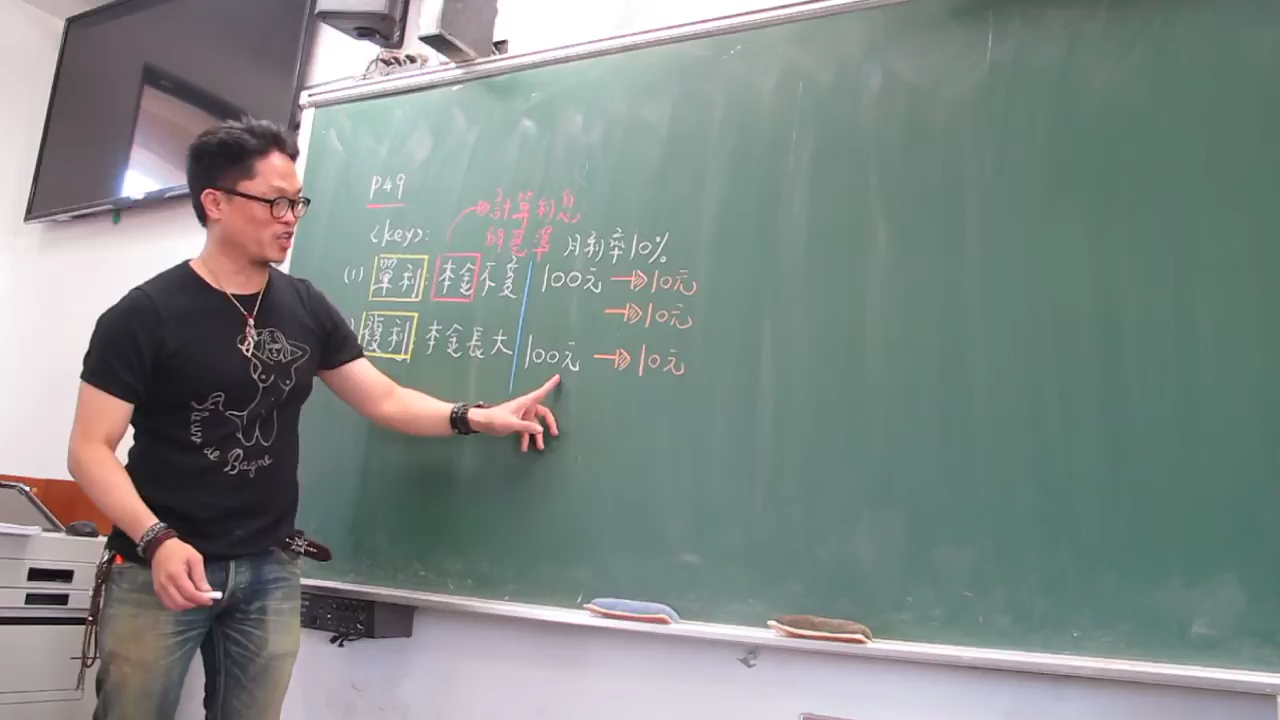 P49
計算利息
的基準
<key>:
月利率10%
(1) 單利: 本金不變 100元 → 10元
→ 10元
) 複利: 本金長大 100元 → 10元
de Bagne